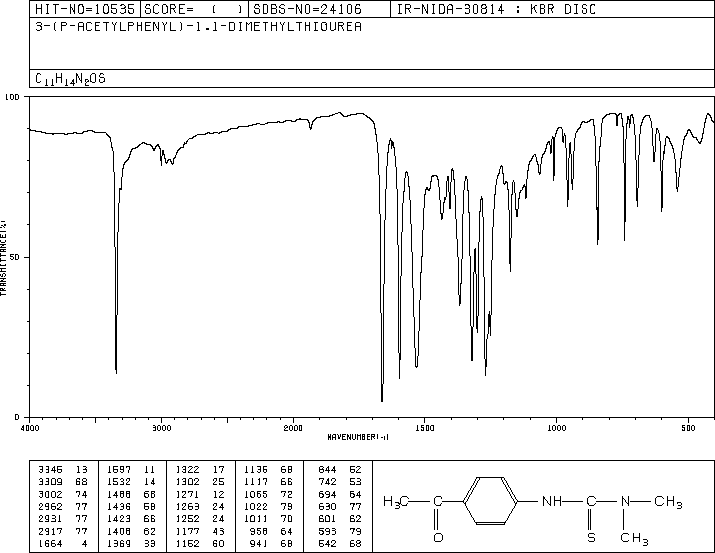 HIT-NO=10535 SCORE= ( ) SDBS-NO=24106 IR-NIDA-30814 : KBR DISC
3-(P-ACETYLPHENYL)-1,1-DIMETHYLTHIOUREA
C11H14N2OS
100
50
0
TRANSMITTANCE(%)
4000 3000 2000 1500 1000 500
WAVENUMBER(-1)
3345 13 1597 11 1322 17 1136 68 844 52
3309 68 1532 14 1302 25 1117 66 742 53
3002 74 1488 68 1271 12 1065 72 694 64
2962 77 1436 68 1263 24 1022 79 630 77
2931 77 1423 66 1252 24 1011 70 601 62
2917 77 1408 62 1177 43 958 64 593 79
1664 4 1369 33 1152 60 941 68 542 68
H3C C NH C N CH3
O S CH3